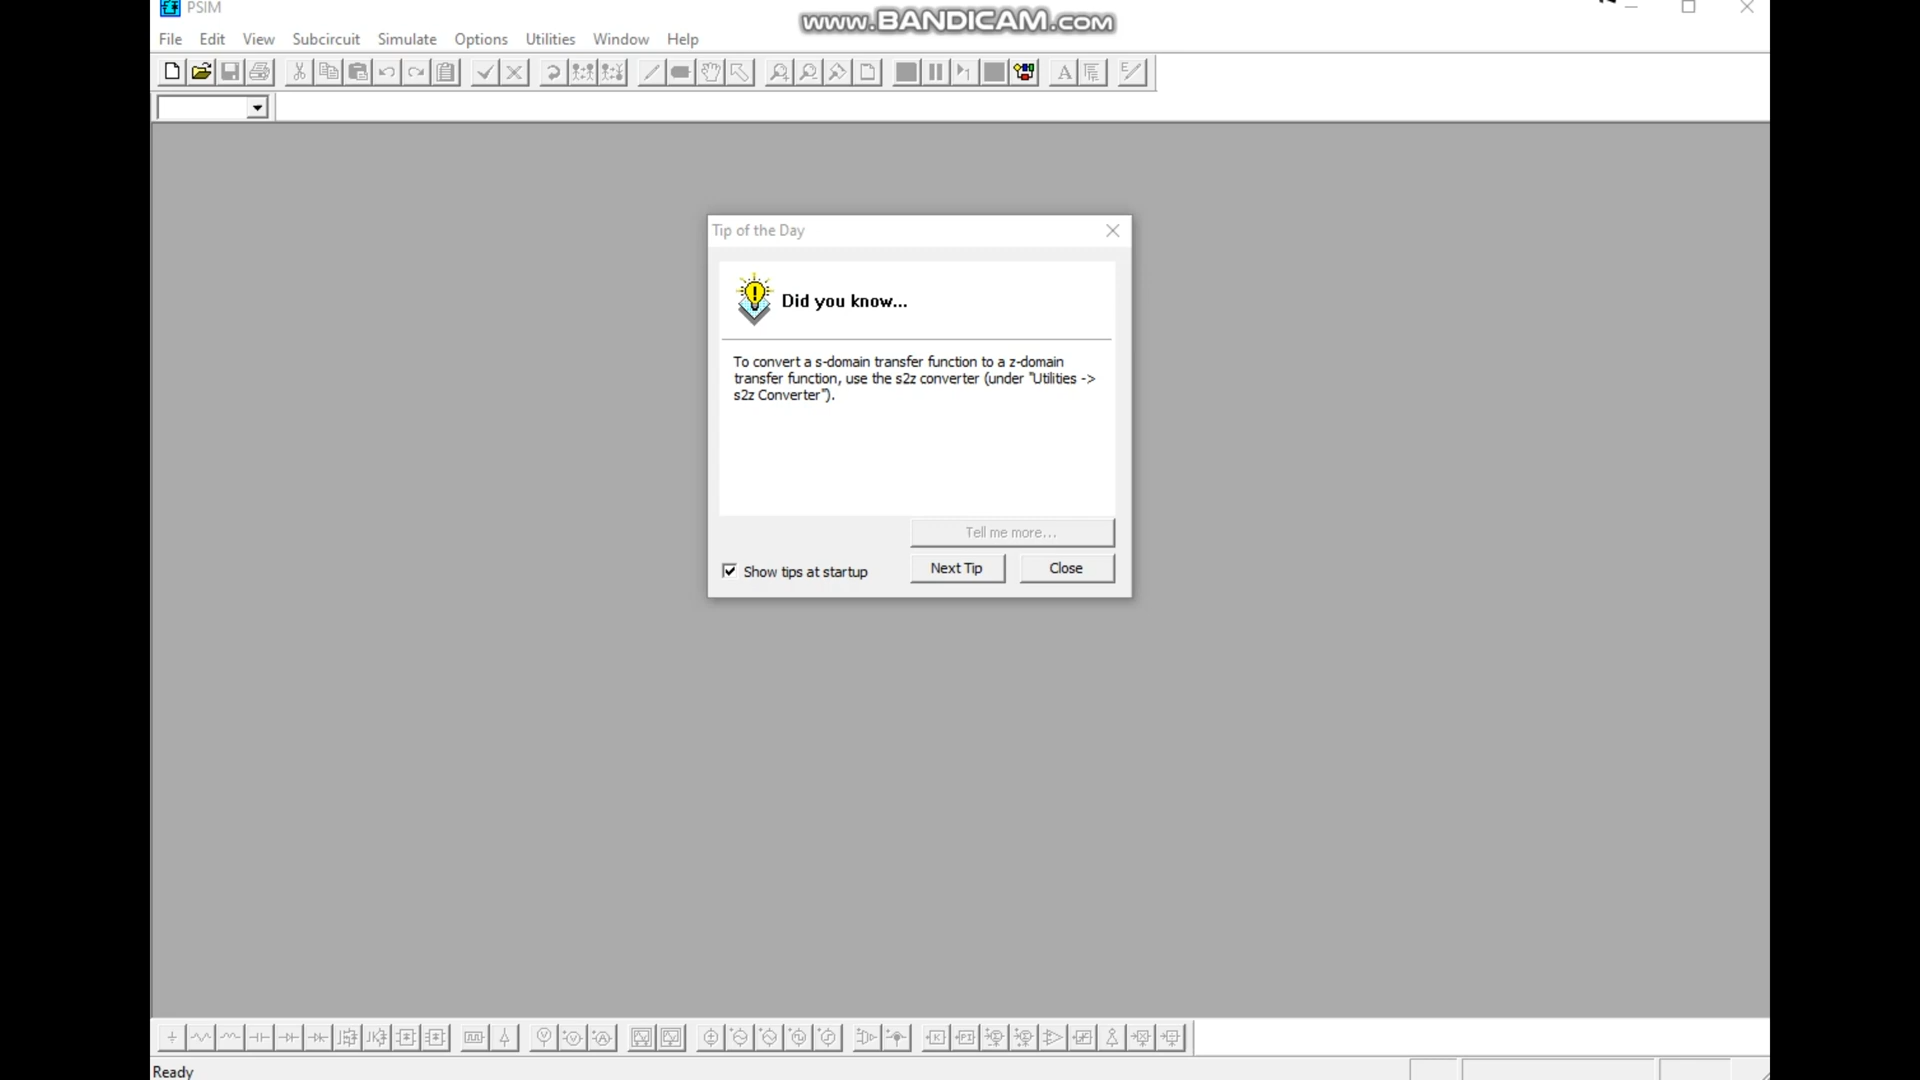 PSIM
www.BANDICAM.com
File Edit View Subcircuit Simulate Options Utilities Window Help
Tip of the Day
Did you know...
To convert a s-domain transfer function to a z-domain
transfer function, use the s2z converter (under "Utilities ->
s2z Converter").
Tell me more...
Show tips at startup
Next Tip
Close
Ready